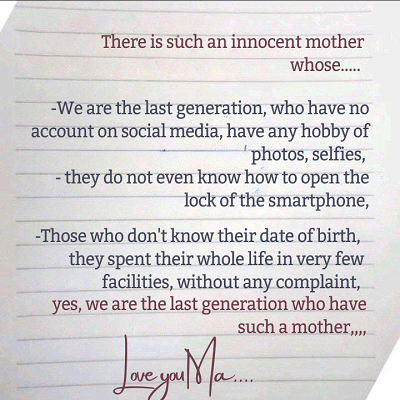 There is such an innocent mother
whose.....
-We are the last generation, who have no
account on social media, have any hobby of
photos, selfies,
- they do not even know how to open the
lock of the smartphone,
-Those who don't know their date of birth,
they spent their whole life in very few
facilities, without any complaint,
yes, we are the last generation who have
such a mother,,,,
Love you Ma....